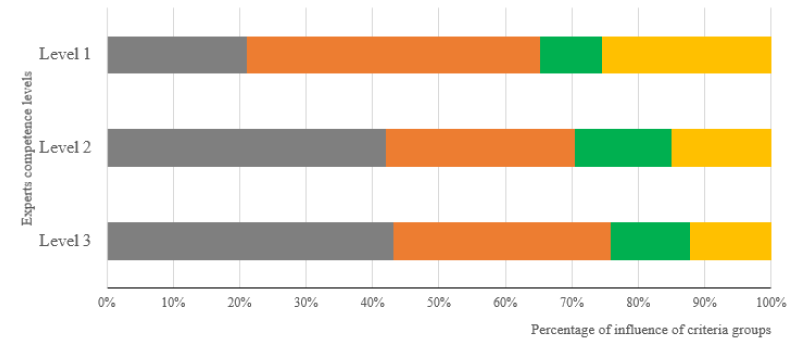 Experts competence levels
Level 1
Level 2
Level 3
0% 10% 20% 30% 40% 50% 60% 70% 80% 90% 100%
Percentage of influence of criteria groups